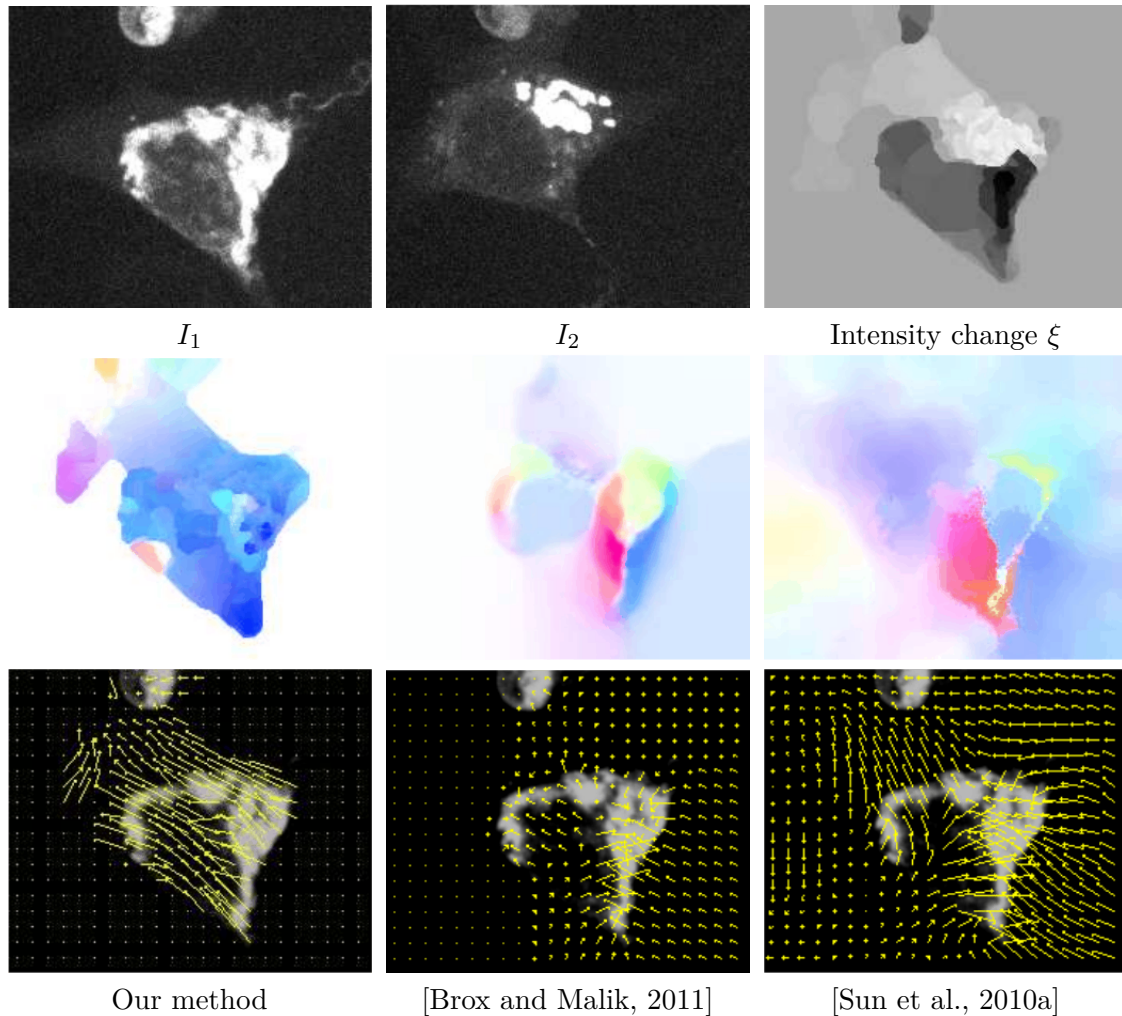 I₁
I₂
Intensity change ξ
Our method
[Brox and Malik, 2011]
[Sun et al., 2010a]